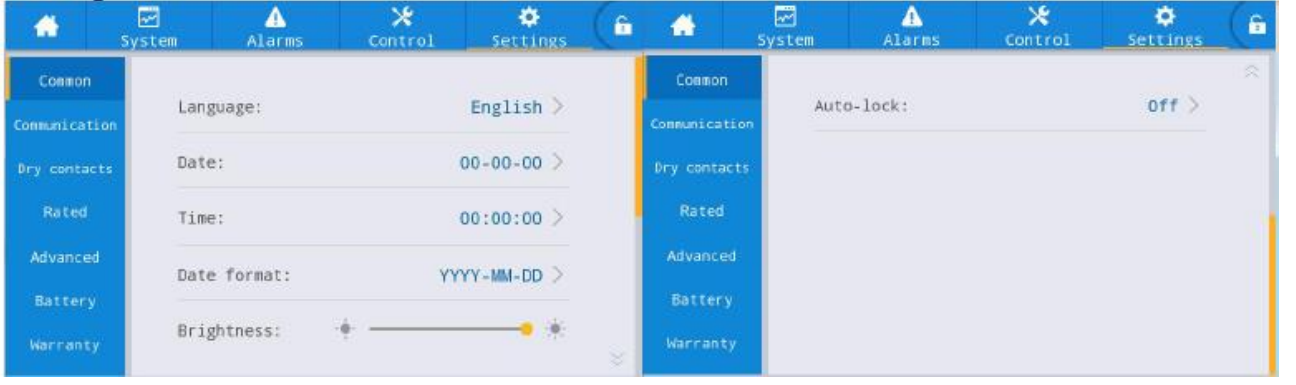 System Alarms Control Settings
Common
Communication
Dry contacts
Rated
Advanced
Battery
Warranty
Language: English >
Date: 00-00-00 >
Time: 00:00:00 >
Date format: YYYY-MM-DD >
Brightness:
System Alarms Control Settings
Common
Communication
Dry contacts
Rated
Advanced
Battery
Warranty
Auto-lock: Off >